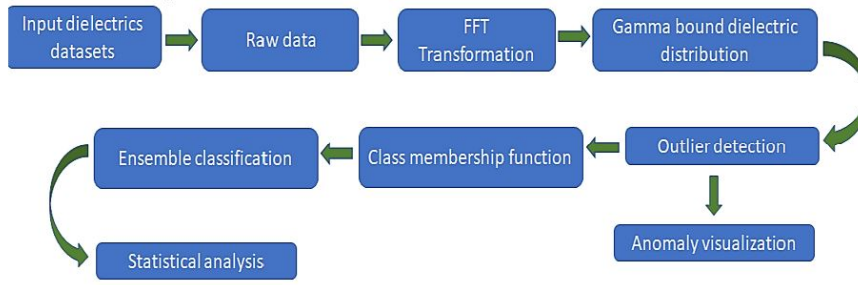 Input dielectrics
datasets
Raw data
FFT
Transformation
Gamma bound dielectric
distribution
Outlier detection
Class membership function
Ensemble classification
Anomaly visualization
Statistical analysis